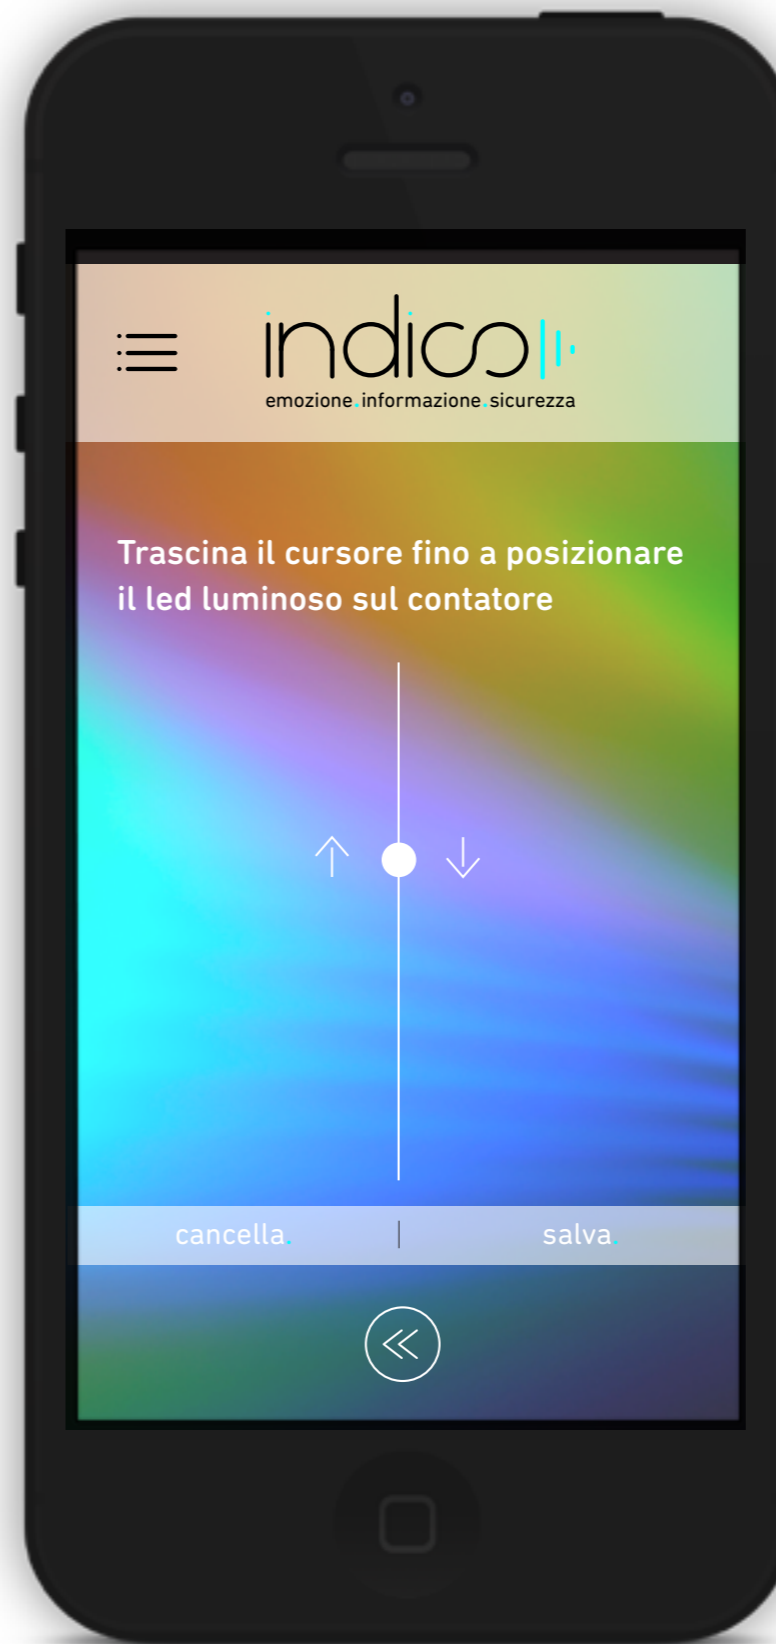 indico
emozione.informazione.sicurezza
Trascina il cursore fino a posizionare
il led luminoso sul contatore
cancella.
salva.